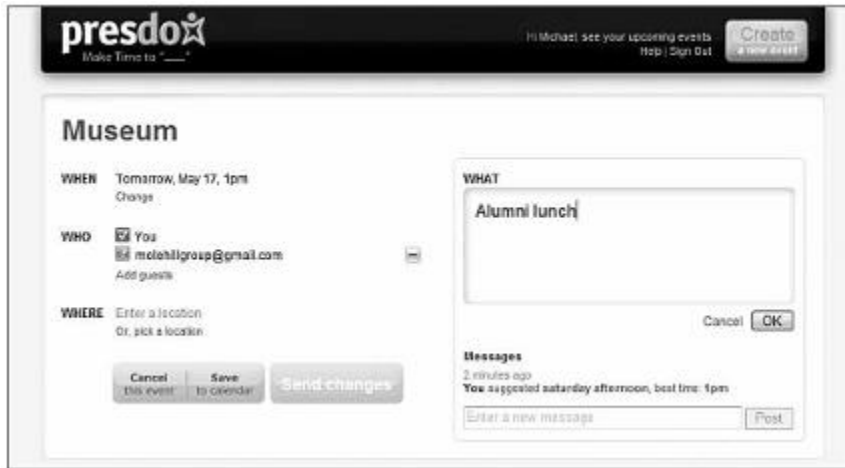 presdo
Make Time to "____"
Hi Michael, see your upcoming events
Help | Sign Out
Create
a new event
Museum
WHEN Tomorrow, May 17, 1pm
Change
WHO You
molehillgroup@gmail.com
Add guests
WHERE Enter a location
Or, pick a location
Cancel
this event
Save
to calendar
Send changes
WHAT
Alumni lunch
Cancel OK
Messages
2 minutes ago
You suggested saturday afternoon, best time: 1pm
Enter a new message Post